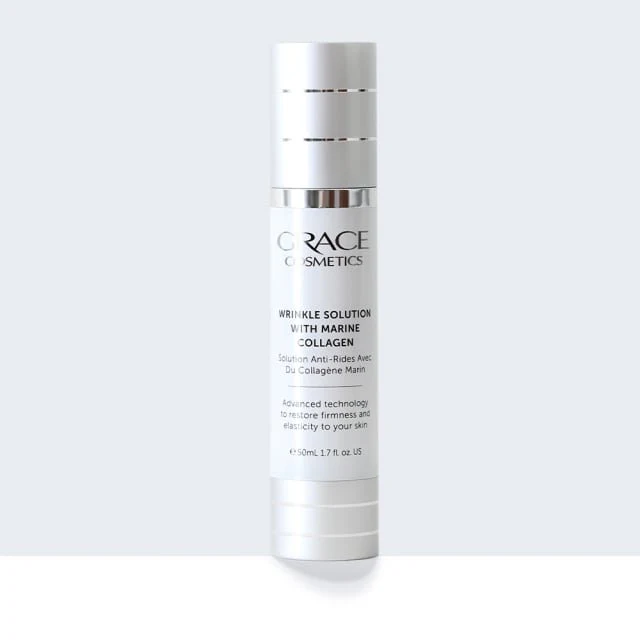 GRACE
COSMETICS
WRINKLE SOLUTION
WITH MARINE
COLLAGEN
Solution Anti-Rides Avec
Du Collagène Marin
Advanced technology
to restore firmness and
elasticity to your skin
℮ 50mL 1.7 fl. oz. US